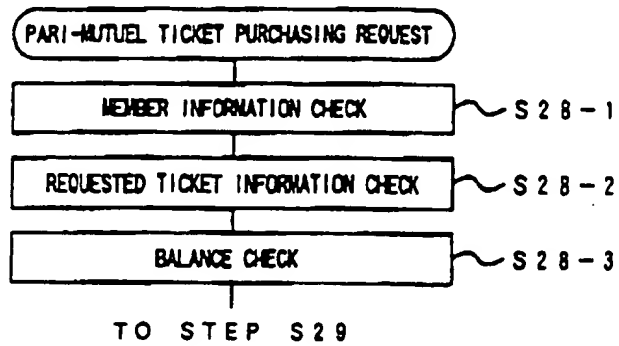 PARI-MUTUEL TICKET PURCHASING REQUEST
MEMBER INFORMATION CHECK
S28-1
REQUESTED TICKET INFORMATION CHECK
S28-2
BALANCE CHECK
S28-3
TO STEP S29